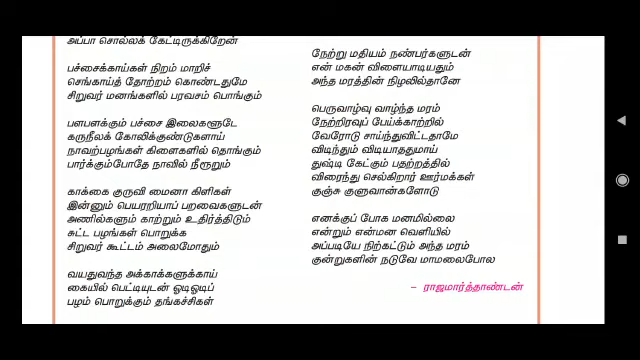 அப்பா சொல்லக் கேட்டிருக்கிறேன்
பச்சைக்காய்கள் நிறம் மாறிச்
செங்காய்த் தோற்றம் கொண்டதுமே
சிறுவர் மனங்களில் பரவசம் பொங்கும்
பளபளக்கும் பச்சை இலைகளூடே
கருநீலக் கோலிக்குண்டுகளாய்
நாவற்பழங்கள் கிளைகளில் தொங்கும்
பார்க்கும்போதே நாவில் நீரூறும்
காக்கை குருவி மைனா கிளிகள்
இன்னும் பெயரறியாப் பறவைகளுடன்
அணில்களும் காற்றும் உதிர்த்திடும்
சுட்ட பழங்கள் பொறுக்க
சிறுவர் கூட்டம் அலைமோதும்
வயதுவந்த அக்காக்களுக்காய்
கையில் பெட்டியுடன் ஓடிஓடிப்
பழம் பொறுக்கும் தங்கச்சிகள்
நேற்று மதியம் நண்பர்களுடன்
என் மகன் விளையாடியதும்
அந்த மரத்தின் நிழலில்தானே
பெருவாழ்வு வாழ்ந்த மரம்
நேற்றிரவுப் பேய்க்காற்றில்
வேரோடு சாய்ந்துவிட்டதாமே
விடிந்தும் விடியாததுமாய்
துஷ்டி கேட்கும் பதற்றத்தில்
விரைந்து செல்கிறார் ஊர்மக்கள்
குஞ்சு குளுவான்களோடு
எனக்குப் போக மனமில்லை
என்றும் என்மன வெளியில்
அப்படியே நிற்கட்டும் அந்த மரம்
குன்றுகளின் நடுவே மாமலைபோல
– ராஜமார்த்தாண்டன்